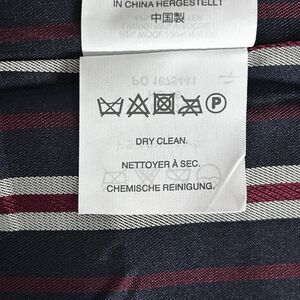 IN CHINA HERGESTELLT
中国製
P
DRY CLEAN.
NETTOYER À SEC.
CHEMISCHE REINIGUNG.